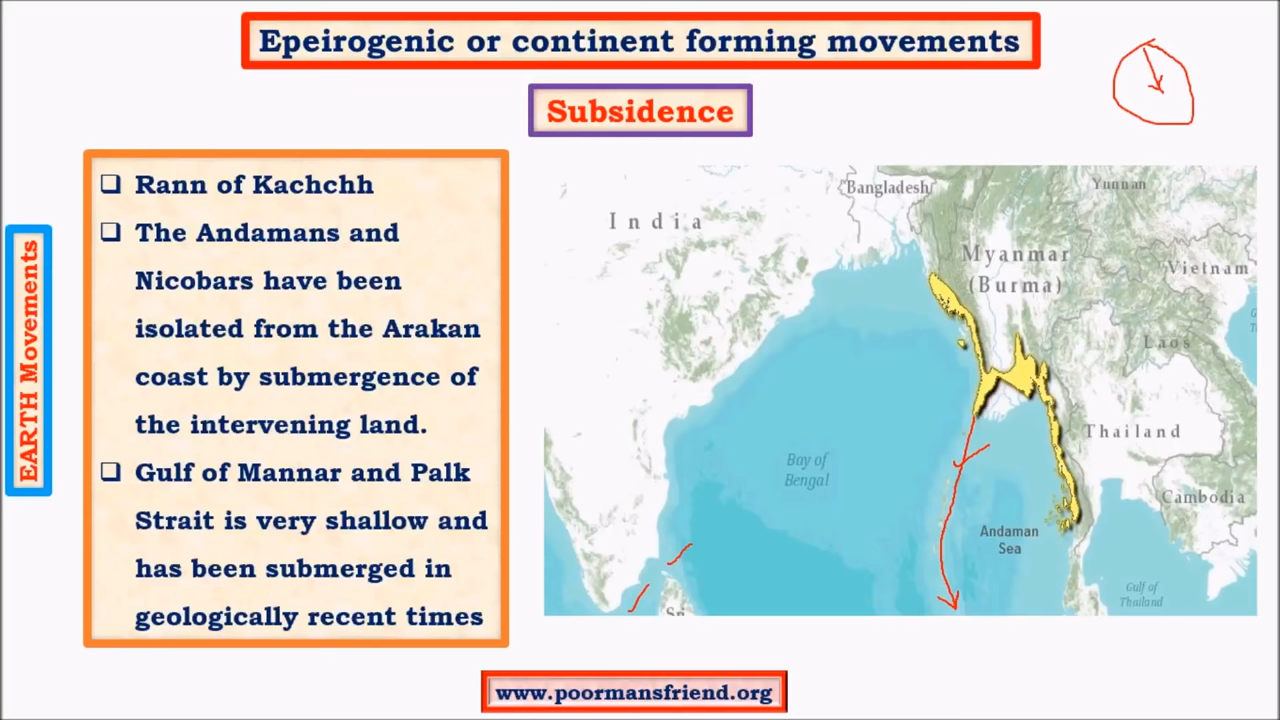 Epeirogenic or continent forming movements
Subsidence
EARTH Movements
❑ Rann of Kachchh
❑ The Andamans and
Nicobars have been
isolated from the Arakan
coast by submergence of
the intervening land.
❑ Gulf of Mannar and Palk
Strait is very shallow and
has been submerged in
geologically recent times
India
Bangladesh
Yunnan
Myanmar
(Burma)
Vietnam
Laos
Thailand
Cambodia
Bay of
Bengal
Andaman
Sea
Gulf of
Thailand
Sri
www.poormansfriend.org